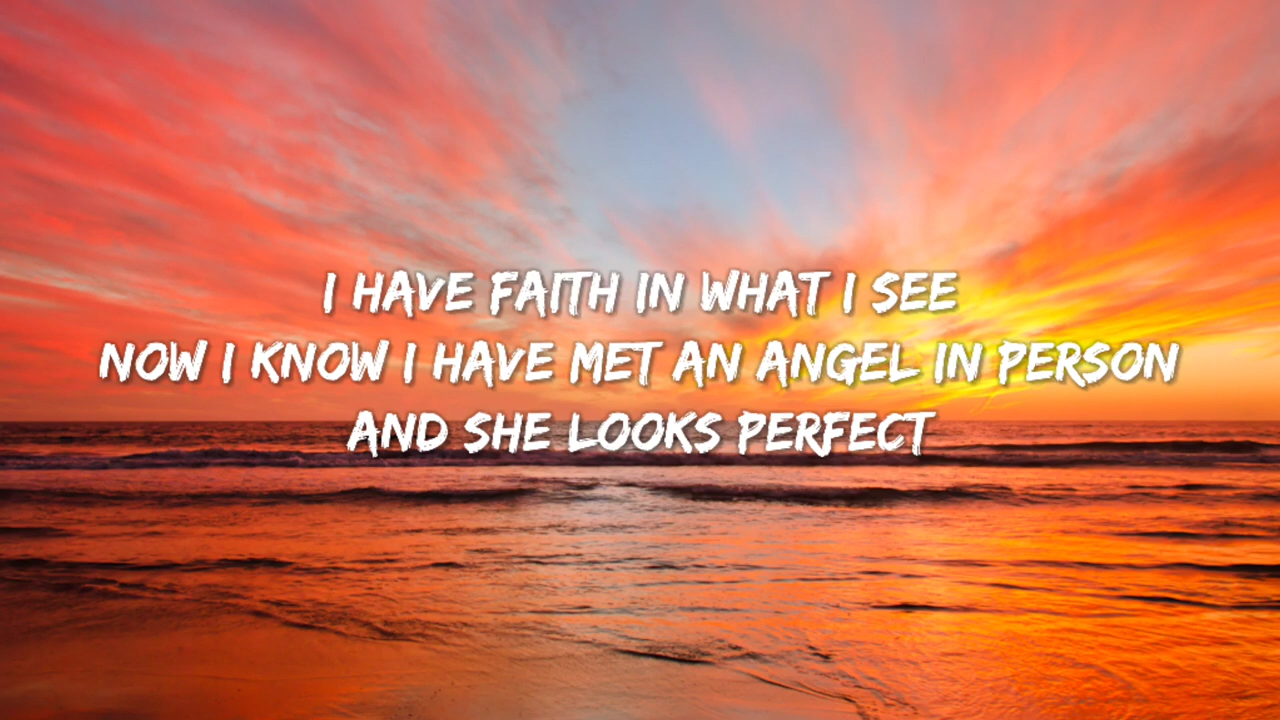 I HAVE FAITH IN WHAT I SEE
NOW I KNOW I HAVE MET AN ANGEL IN PERSON
AND SHE LOOKS PERFECT